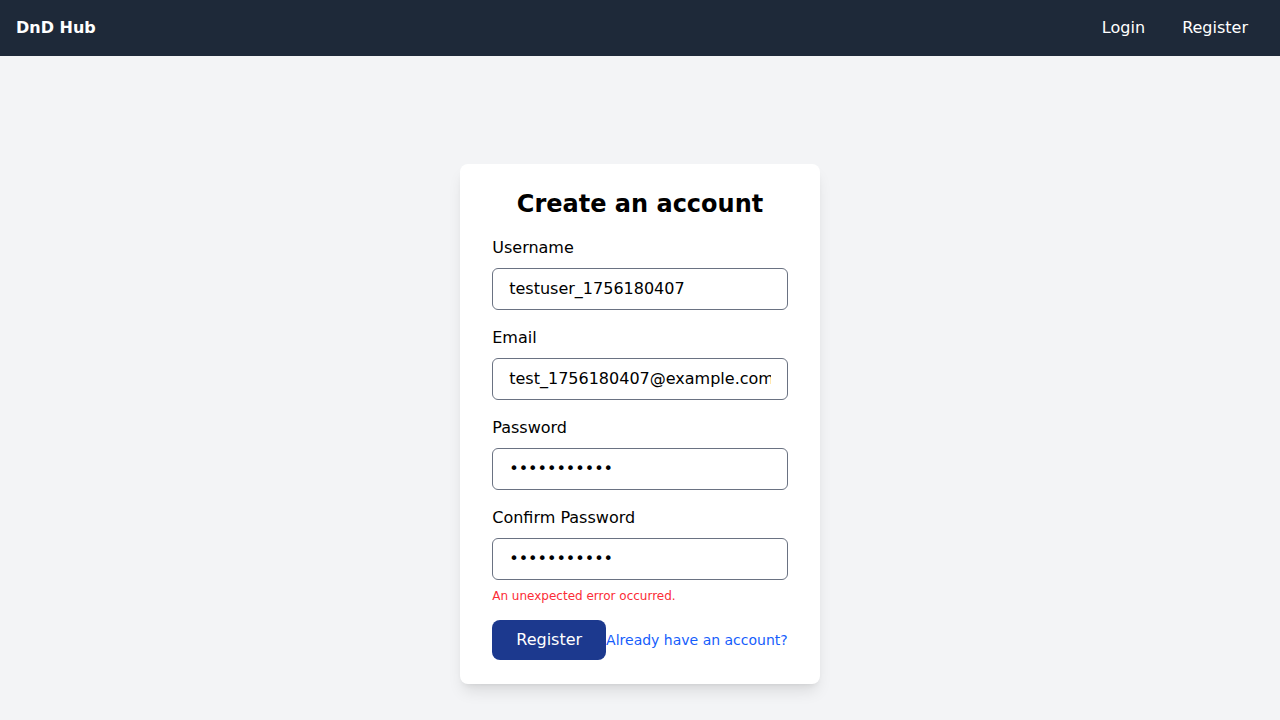 DnD Hub Login Register
Create an account
Username
testuser_1756180407
Email
test_1756180407@example.com
Password
•••••••••••
Confirm Password
•••••••••••
An unexpected error occurred.
Register Already have an account?